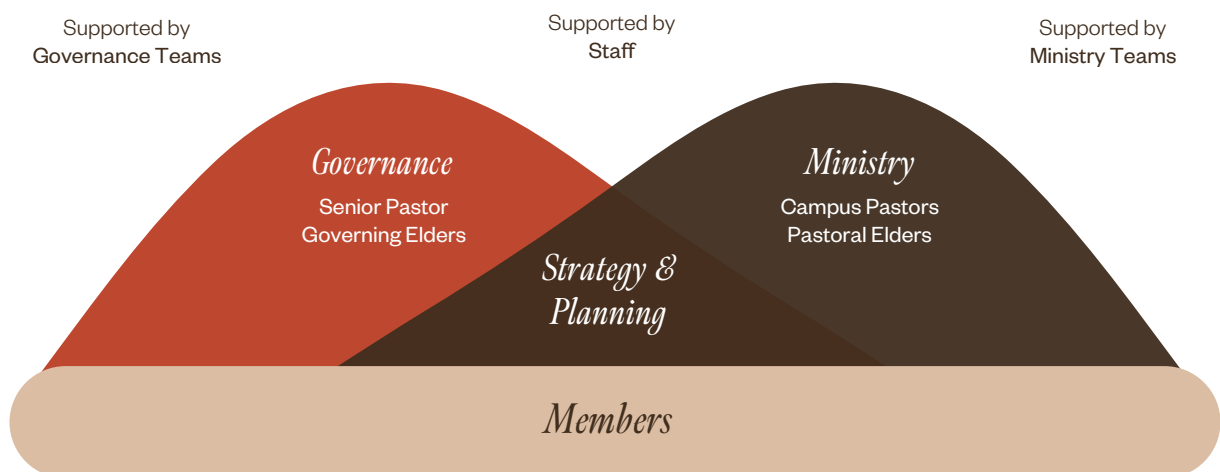 Supported by
Governance Teams
Supported by
Staff
Supported by
Ministry Teams
Governance
Senior Pastor
Governing Elders
Ministry
Campus Pastors
Pastoral Elders
Strategy &
Planning
Members